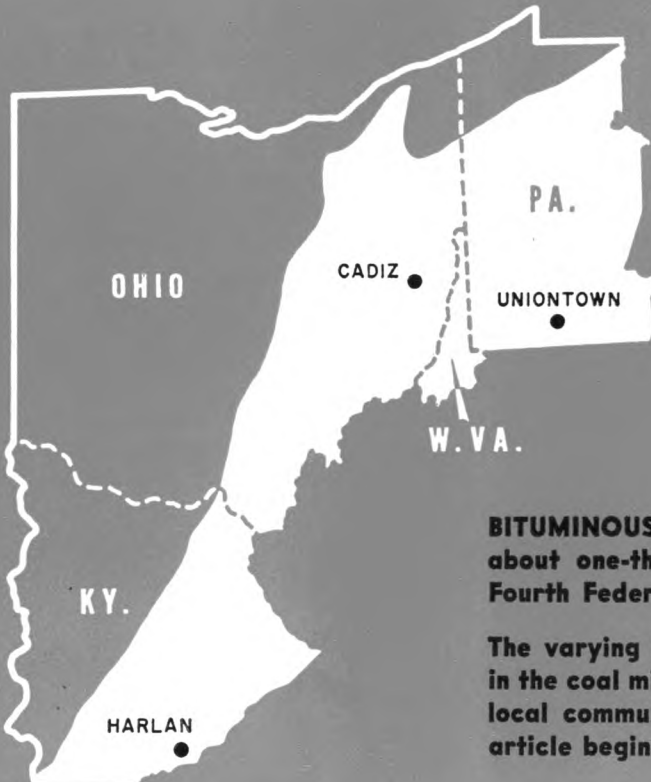 PA.
CADIZ
OHIO
UNIONTOWN
W.VA.
BITUMINOUS
about one-th
Fourth Feder
KY.
The varying
in the coal m
local commu
HARLAN
article begin